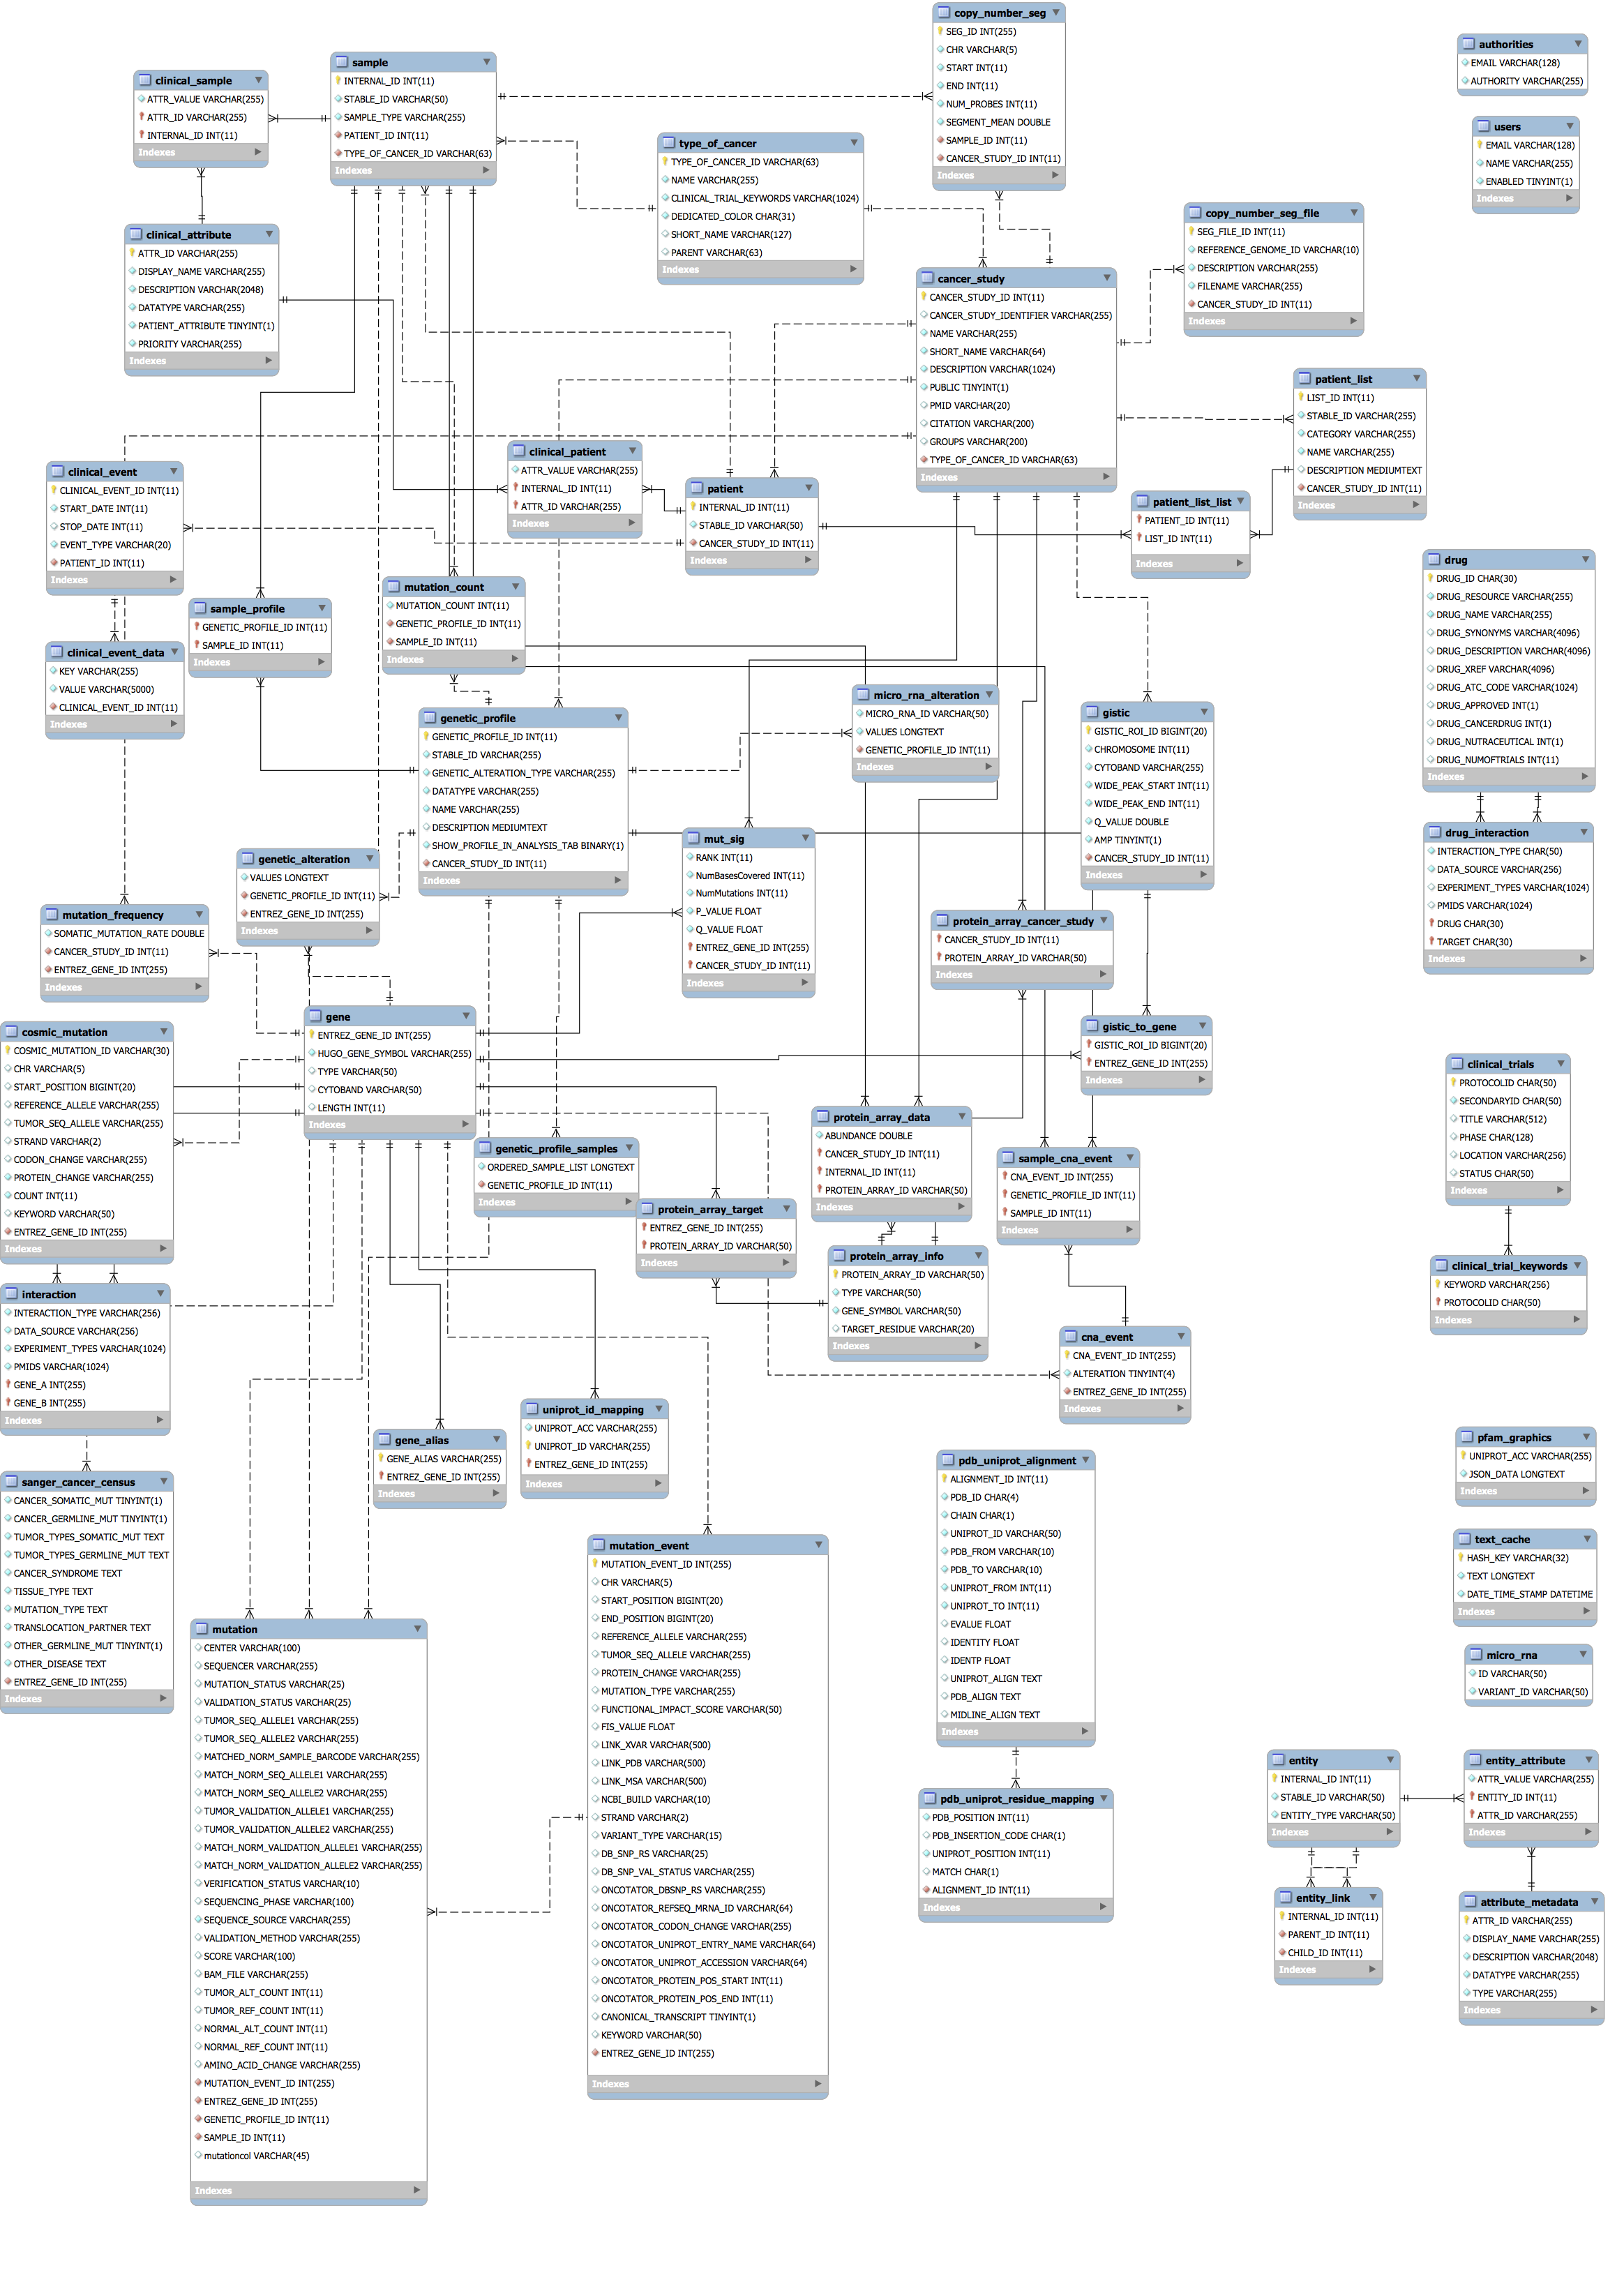 copy_number_seg
SEG_ID INT(255)
CHR VARCHAR(5)
START INT(11)
END INT(11)
NUM_PROBES INT(11)
SEGMENT_MEAN DOUBLE
SAMPLE_ID INT(11)
CANCER_STUDY_ID INT(11)
Indexes
authorities
EMAIL VARCHAR(128)
AUTHORITY VARCHAR(255)
Indexes
sample
INTERNAL_ID INT(11)
STABLE_ID VARCHAR(50)
SAMPLE_TYPE VARCHAR(255)
PATIENT_ID INT(11)
TYPE_OF_CANCER_ID VARCHAR(63)
Indexes
clinical_sample
ATTR_VALUE VARCHAR(255)
ATTR_ID VARCHAR(255)
INTERNAL_ID INT(11)
Indexes
users
EMAIL VARCHAR(128)
NAME VARCHAR(255)
ENABLED TINYINT(1)
Indexes
type_of_cancer
TYPE_OF_CANCER_ID VARCHAR(63)
NAME VARCHAR(255)
CLINICAL_TRIAL_KEYWORDS VARCHAR(1024)
DEDICATED_COLOR CHAR(31)
SHORT_NAME VARCHAR(127)
PARENT VARCHAR(63)
Indexes
copy_number_seg_file
SEG_FILE_ID INT(11)
REFERENCE_GENOME_ID VARCHAR(10)
DESCRIPTION VARCHAR(255)
FILENAME VARCHAR(255)
CANCER_STUDY_ID INT(11)
Indexes
clinical_attribute
ATTR_ID VARCHAR(255)
DISPLAY_NAME VARCHAR(255)
DESCRIPTION VARCHAR(2048)
DATATYPE VARCHAR(255)
PATIENT_ATTRIBUTE TINYINT(1)
PRIORITY VARCHAR(255)
Indexes
cancer_study
CANCER_STUDY_ID INT(11)
CANCER_STUDY_IDENTIFIER VARCHAR(255)
NAME VARCHAR(255)
SHORT_NAME VARCHAR(64)
DESCRIPTION VARCHAR(1024)
PUBLIC TINYINT(1)
PMID VARCHAR(20)
CITATION VARCHAR(200)
GROUPS VARCHAR(200)
TYPE_OF_CANCER_ID VARCHAR(63)
Indexes
patient_list
LIST_ID INT(11)
STABLE_ID VARCHAR(255)
CATEGORY VARCHAR(255)
NAME VARCHAR(255)
DESCRIPTION MEDIUMTEXT
CANCER_STUDY_ID INT(11)
Indexes
clinical_patient
ATTR_VALUE VARCHAR(255)
INTERNAL_ID INT(11)
ATTR_ID VARCHAR(255)
Indexes
clinical_event
CLINICAL_EVENT_ID INT(11)
START_DATE INT(11)
STOP_DATE INT(11)
EVENT_TYPE VARCHAR(20)
PATIENT_ID INT(11)
Indexes
patient
INTERNAL_ID INT(11)
STABLE_ID VARCHAR(50)
CANCER_STUDY_ID INT(11)
Indexes
patient_list_list
PATIENT_ID INT(11)
LIST_ID INT(11)
Indexes
drug
DRUG_ID CHAR(30)
DRUG_RESOURCE VARCHAR(255)
DRUG_NAME VARCHAR(255)
DRUG_SYNONYMS VARCHAR(4096)
DRUG_DESCRIPTION VARCHAR(4096)
DRUG_XREF VARCHAR(4096)
DRUG_ATC_CODE VARCHAR(1024)
DRUG_APPROVED INT(1)
DRUG_CANCERDRUG INT(1)
DRUG_NUTRACEUTICAL INT(1)
DRUG_NUMOFTRIALS INT(11)
Indexes
mutation_count
MUTATION_COUNT INT(11)
GENETIC_PROFILE_ID INT(11)
SAMPLE_ID INT(11)
Indexes
sample_profile
GENETIC_PROFILE_ID INT(11)
SAMPLE_ID INT(11)
Indexes
clinical_event_data
KEY VARCHAR(255)
VALUE VARCHAR(5000)
CLINICAL_EVENT_ID INT(11)
Indexes
micro_rna_alteration
MICRO_RNA_ID VARCHAR(50)
VALUES LONGTEXT
GENETIC_PROFILE_ID INT(11)
Indexes
genetic_profile
GENETIC_PROFILE_ID INT(11)
STABLE_ID VARCHAR(255)
GENETIC_ALTERATION_TYPE VARCHAR(255)
DATATYPE VARCHAR(255)
NAME VARCHAR(255)
DESCRIPTION MEDIUMTEXT
SHOW_PROFILE_IN_ANALYSIS_TAB BINARY(1)
CANCER_STUDY_ID INT(11)
Indexes
gistic
GISTIC_ROI_ID BIGINT(20)
CHROMOSOME INT(11)
CYTOBAND VARCHAR(255)
WIDE_PEAK_START INT(11)
WIDE_PEAK_END INT(11)
Q_VALUE DOUBLE
AMP TINYINT(1)
CANCER_STUDY_ID INT(11)
Indexes
drug_interaction
INTERACTION_TYPE CHAR(50)
DATA_SOURCE VARCHAR(256)
EXPERIMENT_TYPES VARCHAR(1024)
PMIDS VARCHAR(1024)
DRUG CHAR(30)
TARGET CHAR(30)
Indexes
mut_sig
RANK INT(11)
NumBasesCovered INT(11)
NumMutations INT(11)
P_VALUE FLOAT
Q_VALUE FLOAT
ENTREZ_GENE_ID INT(255)
CANCER_STUDY_ID INT(11)
Indexes
genetic_alteration
VALUES LONGTEXT
GENETIC_PROFILE_ID INT(11)
ENTREZ_GENE_ID INT(255)
Indexes
mutation_frequency
SOMATIC_MUTATION_RATE DOUBLE
CANCER_STUDY_ID INT(11)
ENTREZ_GENE_ID INT(255)
Indexes
protein_array_cancer_study
CANCER_STUDY_ID INT(11)
PROTEIN_ARRAY_ID VARCHAR(50)
Indexes
gene
ENTREZ_GENE_ID INT(255)
HUGO_GENE_SYMBOL VARCHAR(255)
TYPE VARCHAR(50)
CYTOBAND VARCHAR(50)
LENGTH INT(11)
Indexes
gistic_to_gene
GISTIC_ROI_ID BIGINT(20)
ENTREZ_GENE_ID INT(255)
Indexes
cosmic_mutation
COSMIC_MUTATION_ID VARCHAR(30)
CHR VARCHAR(5)
START_POSITION BIGINT(20)
REFERENCE_ALLELE VARCHAR(255)
TUMOR_SEQ_ALLELE VARCHAR(255)
STRAND VARCHAR(2)
CODON_CHANGE VARCHAR(255)
PROTEIN_CHANGE VARCHAR(255)
COUNT INT(11)
KEYWORD VARCHAR(50)
ENTREZ_GENE_ID INT(255)
Indexes
clinical_trials
PROTOCOLID CHAR(50)
SECONDARYID CHAR(50)
TITLE VARCHAR(512)
PHASE CHAR(128)
LOCATION VARCHAR(256)
STATUS CHAR(50)
Indexes
protein_array_data
ABUNDANCE DOUBLE
CANCER_STUDY_ID INT(11)
INTERNAL_ID INT(11)
PROTEIN_ARRAY_ID VARCHAR(50)
Indexes
genetic_profile_samples
ORDERED_SAMPLE_LIST LONGTEXT
GENETIC_PROFILE_ID INT(11)
Indexes
sample_cna_event
CNA_EVENT_ID INT(255)
GENETIC_PROFILE_ID INT(11)
SAMPLE_ID INT(11)
Indexes
protein_array_target
ENTREZ_GENE_ID INT(255)
PROTEIN_ARRAY_ID VARCHAR(50)
Indexes
protein_array_info
PROTEIN_ARRAY_ID VARCHAR(50)
TYPE VARCHAR(50)
GENE_SYMBOL VARCHAR(50)
TARGET_RESIDUE VARCHAR(20)
Indexes
clinical_trial_keywords
KEYWORD VARCHAR(256)
PROTOCOLID CHAR(50)
Indexes
interaction
INTERACTION_TYPE VARCHAR(256)
DATA_SOURCE VARCHAR(256)
EXPERIMENT_TYPES VARCHAR(1024)
PMIDS VARCHAR(1024)
GENE_A INT(255)
GENE_B INT(255)
Indexes
cna_event
CNA_EVENT_ID INT(255)
ALTERATION TINYINT(4)
ENTREZ_GENE_ID INT(255)
Indexes
uniprot_id_mapping
UNIPROT_ACC VARCHAR(255)
UNIPROT_ID VARCHAR(255)
ENTREZ_GENE_ID INT(255)
Indexes
gene_alias
GENE_ALIAS VARCHAR(255)
ENTREZ_GENE_ID INT(255)
Indexes
pfam_graphics
UNIPROT_ACC VARCHAR(255)
JSON_DATA LONGTEXT
Indexes
pdb_uniprot_alignment
ALIGNMENT_ID INT(11)
PDB_ID CHAR(4)
CHAIN CHAR(1)
UNIPROT_ID VARCHAR(50)
PDB_FROM VARCHAR(10)
PDB_TO VARCHAR(10)
UNIPROT_FROM INT(11)
UNIPROT_TO INT(11)
EVALUE FLOAT
IDENTITY FLOAT
IDENTP FLOAT
UNIPROT_ALIGN TEXT
PDB_ALIGN TEXT
MIDLINE_ALIGN TEXT
Indexes
sanger_cancer_census
CANCER_SOMATIC_MUT TINYINT(1)
CANCER_GERMLINE_MUT TINYINT(1)
TUMOR_TYPES_SOMATIC_MUT TEXT
TUMOR_TYPES_GERMLINE_MUT TEXT
CANCER_SYNDROME TEXT
TISSUE_TYPE TEXT
MUTATION_TYPE TEXT
TRANSLOCATION_PARTNER TEXT
OTHER_GERMLINE_MUT TINYINT(1)
OTHER_DISEASE TEXT
ENTREZ_GENE_ID INT(255)
Indexes
text_cache
HASH_KEY VARCHAR(32)
TEXT LONGTEXT
DATE_TIME_STAMP DATETIME
Indexes
mutation_event
MUTATION_EVENT_ID INT(255)
CHR VARCHAR(5)
START_POSITION BIGINT(20)
END_POSITION BIGINT(20)
REFERENCE_ALLELE VARCHAR(255)
TUMOR_SEQ_ALLELE VARCHAR(255)
PROTEIN_CHANGE VARCHAR(255)
MUTATION_TYPE VARCHAR(255)
FUNCTIONAL_IMPACT_SCORE VARCHAR(50)
FIS_VALUE FLOAT
LINK_XVAR VARCHAR(500)
LINK_PDB VARCHAR(500)
LINK_MSA VARCHAR(500)
NCBI_BUILD VARCHAR(10)
STRAND VARCHAR(2)
VARIANT_TYPE VARCHAR(15)
DB_SNP_RS VARCHAR(25)
DB_SNP_VAL_STATUS VARCHAR(255)
ONCOTATOR_DBSNP_RS VARCHAR(255)
ONCOTATOR_REFSEQ_MRNA_ID VARCHAR(64)
ONCOTATOR_CODON_CHANGE VARCHAR(255)
ONCOTATOR_UNIPROT_ENTRY_NAME VARCHAR(64)
ONCOTATOR_UNIPROT_ACCESSION VARCHAR(64)
ONCOTATOR_PROTEIN_POS_START INT(11)
ONCOTATOR_PROTEIN_POS_END INT(11)
CANONICAL_TRANSCRIPT TINYINT(1)
KEYWORD VARCHAR(50)
ENTREZ_GENE_ID INT(255)
Indexes
mutation
CENTER VARCHAR(100)
SEQUENCER VARCHAR(255)
MUTATION_STATUS VARCHAR(25)
VALIDATION_STATUS VARCHAR(25)
TUMOR_SEQ_ALLELE1 VARCHAR(255)
TUMOR_SEQ_ALLELE2 VARCHAR(255)
MATCHED_NORM_SAMPLE_BARCODE VARCHAR(255)
MATCH_NORM_SEQ_ALLELE1 VARCHAR(255)
MATCH_NORM_SEQ_ALLELE2 VARCHAR(255)
TUMOR_VALIDATION_ALLELE1 VARCHAR(255)
TUMOR_VALIDATION_ALLELE2 VARCHAR(255)
MATCH_NORM_VALIDATION_ALLELE1 VARCHAR(255)
MATCH_NORM_VALIDATION_ALLELE2 VARCHAR(255)
VERIFICATION_STATUS VARCHAR(10)
SEQUENCING_PHASE VARCHAR(100)
SEQUENCE_SOURCE VARCHAR(255)
VALIDATION_METHOD VARCHAR(255)
SCORE VARCHAR(100)
BAM_FILE VARCHAR(255)
TUMOR_ALT_COUNT INT(11)
TUMOR_REF_COUNT INT(11)
NORMAL_ALT_COUNT INT(11)
NORMAL_REF_COUNT INT(11)
AMINO_ACID_CHANGE VARCHAR(255)
MUTATION_EVENT_ID INT(255)
ENTREZ_GENE_ID INT(255)
GENETIC_PROFILE_ID INT(11)
SAMPLE_ID INT(11)
mutationcol VARCHAR(45)
Indexes
micro_rna
ID VARCHAR(50)
VARIANT_ID VARCHAR(50)
Indexes
entity
INTERNAL_ID INT(11)
STABLE_ID VARCHAR(50)
ENTITY_TYPE VARCHAR(50)
Indexes
entity_attribute
ATTR_VALUE VARCHAR(255)
ENTITY_ID INT(11)
ATTR_ID VARCHAR(255)
Indexes
pdb_uniprot_residue_mapping
PDB_POSITION INT(11)
PDB_INSERTION_CODE CHAR(1)
UNIPROT_POSITION INT(11)
MATCH CHAR(1)
ALIGNMENT_ID INT(11)
Indexes
entity_link
INTERNAL_ID INT(11)
PARENT_ID INT(11)
CHILD_ID INT(11)
Indexes
attribute_metadata
ATTR_ID VARCHAR(255)
DISPLAY_NAME VARCHAR(255)
DESCRIPTION VARCHAR(2048)
DATATYPE VARCHAR(255)
TYPE VARCHAR(255)
Indexes